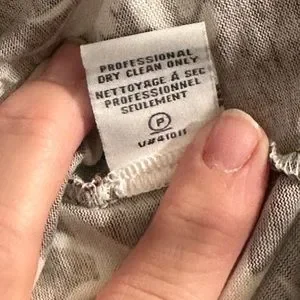 PROFESSIONAL
DRY CLEAN ONLY
NETTOYAGE À SEC
PROFESSIONNEL
SEULEMENT
P